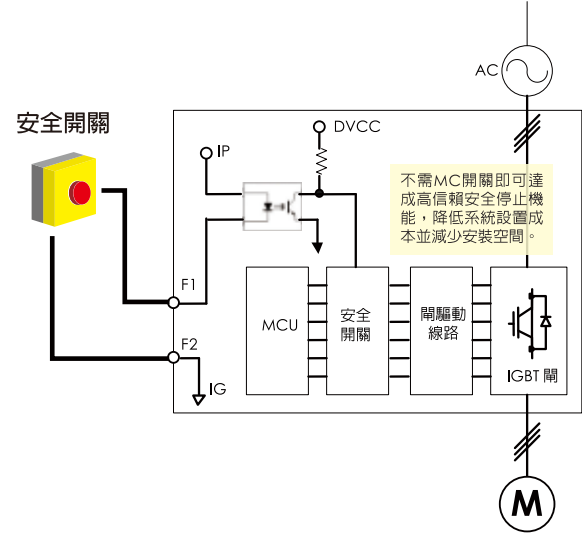 AC
安全開關
DVCC
IP
不需MC開關即可達
成高信賴安全停止機
能，降低系統設置成
本並減少安裝空間。
F1
MCU
安全
開關
閘驅動
線路
IGBT 閘
F2
IG
M